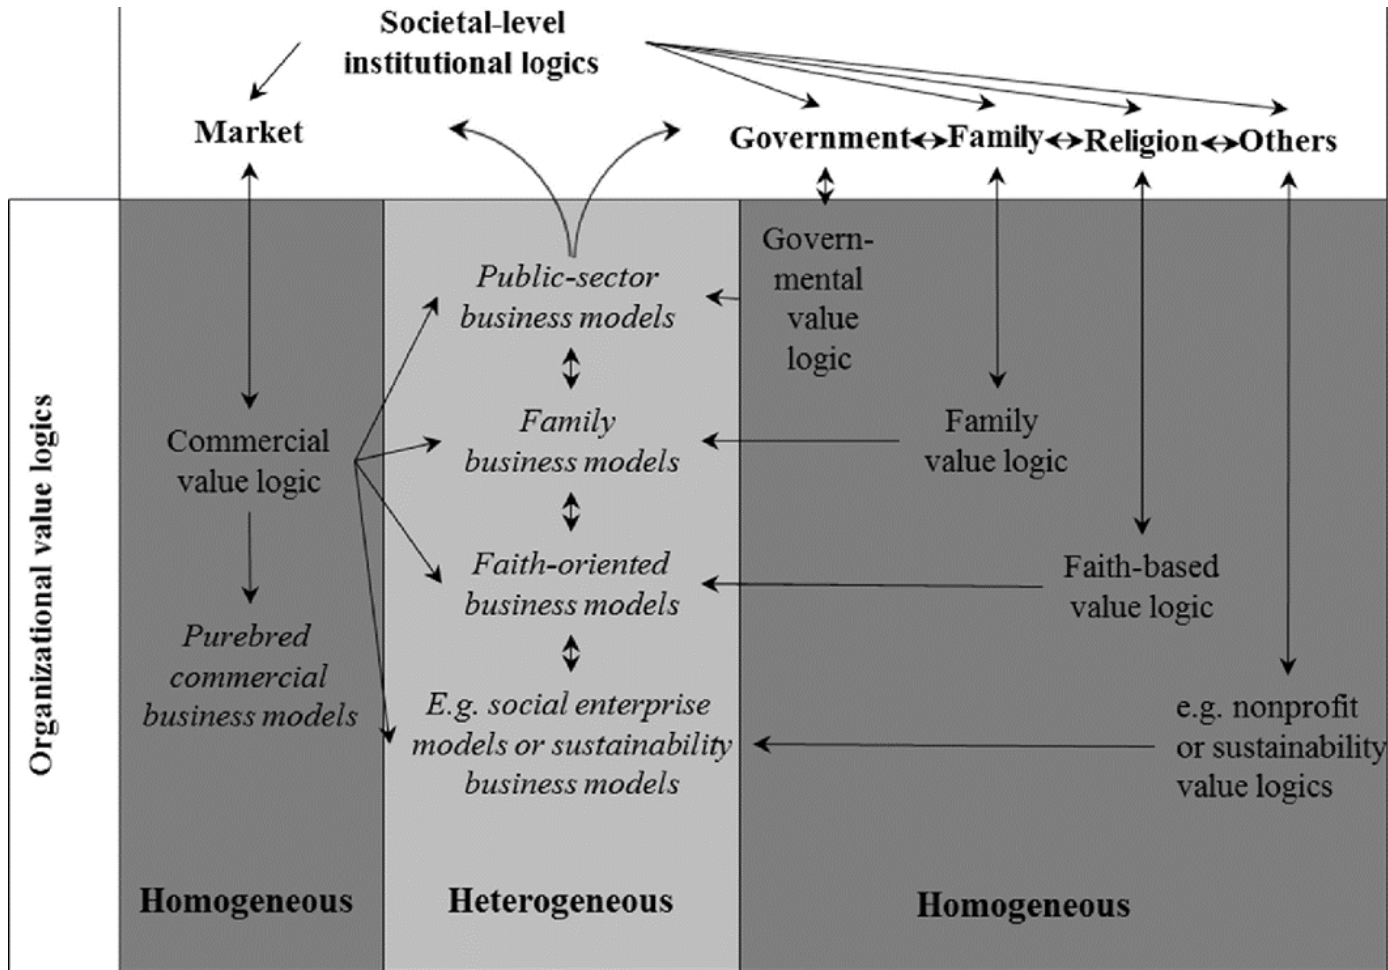 Societal-level
institutional logics
Market
Government
Family
Religion
Others
Organizational value logics
Commercial
value logic
Purebred
commercial
business models
Homogeneous
Public-sector
business models
Family
business models
Faith-oriented
business models
E.g. social enterprise
models or sustainability
business models
Heterogeneous
Govern-
mental
value
logic
Family
value logic
Faith-based
value logic
e.g. nonprofit
or sustainability
value logics
Homogeneous